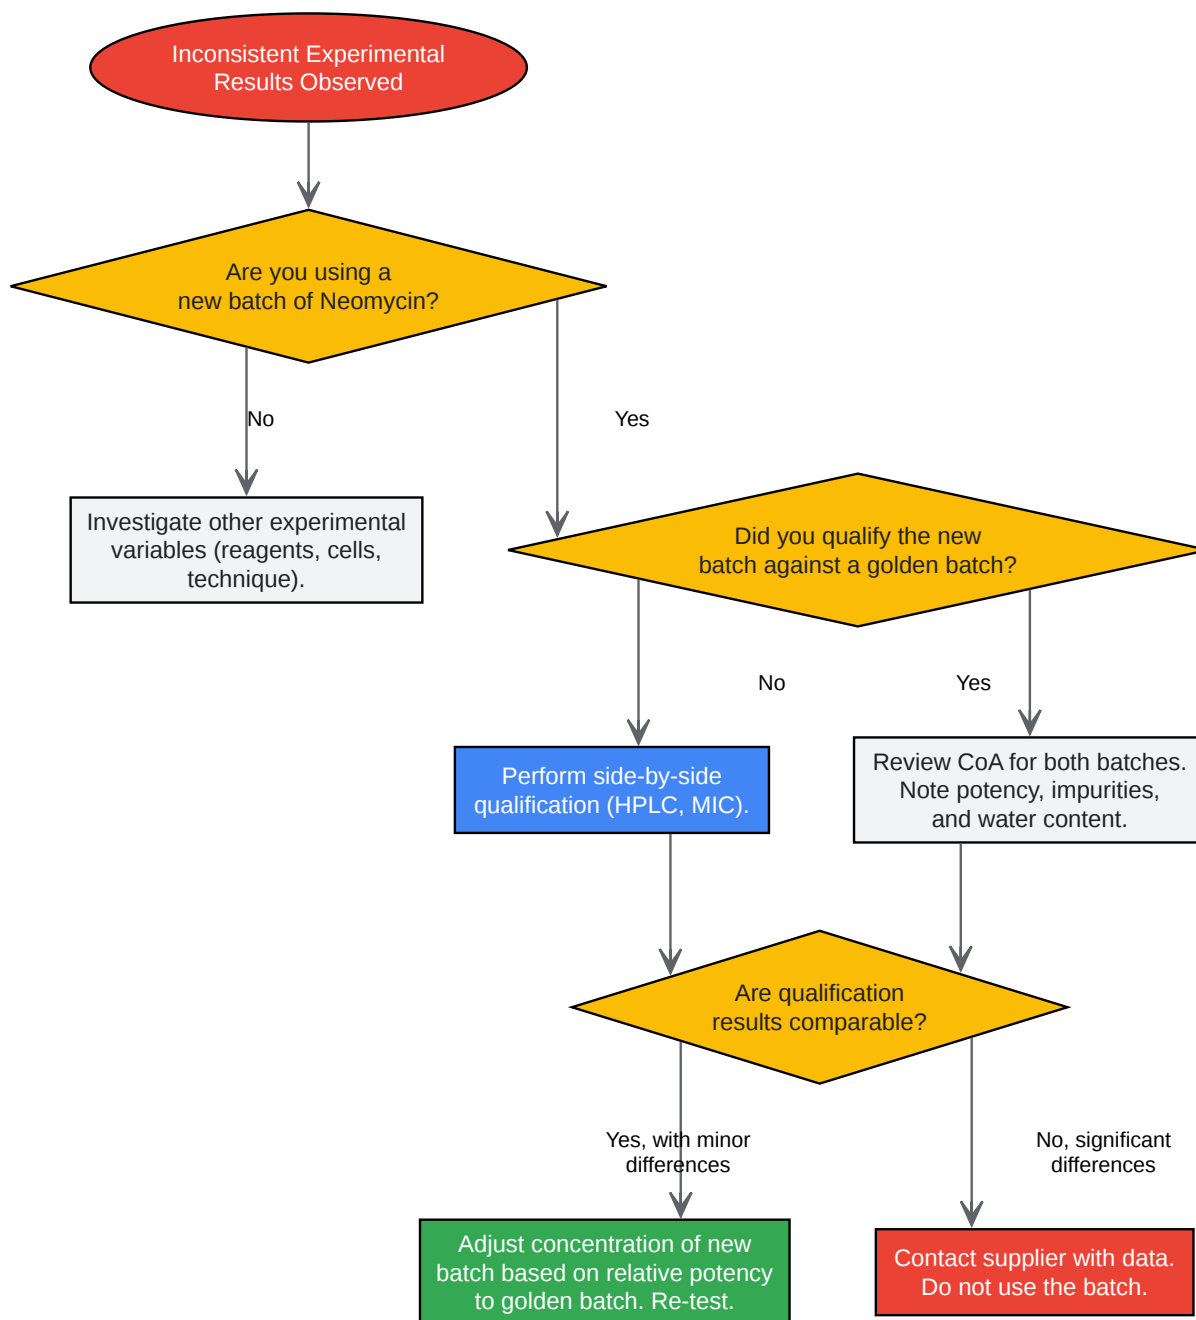 Inconsistent Experimental
Results Observed
Are you using a
new batch of Neomycin?
No
Yes
Investigate other experimental
variables (reagents, cells,
technique).
Did you qualify the new
batch against a golden batch?
No
Yes
Perform side-by-side
qualification (HPLC, MIC).
Review CoA for both batches.
Note potency, impurities,
and water content.
Are qualification
results comparable?
Yes, with minor
differences
No, significant
differences
Adjust concentration of new
batch based on relative potency
to golden batch. Re-test.
Contact supplier with data.
Do not use the batch.